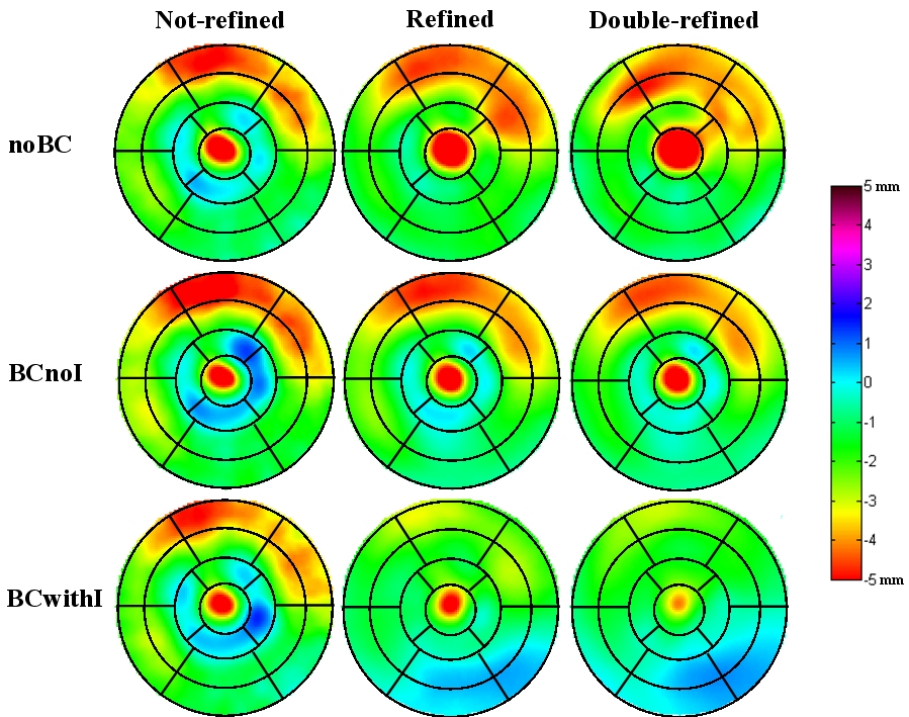 Not-refined Refined Double-refined
noBC
BCnoI
BCwithI
5 mm
4
3
2
1
0
-1
-2
-3
-4
-5 mm